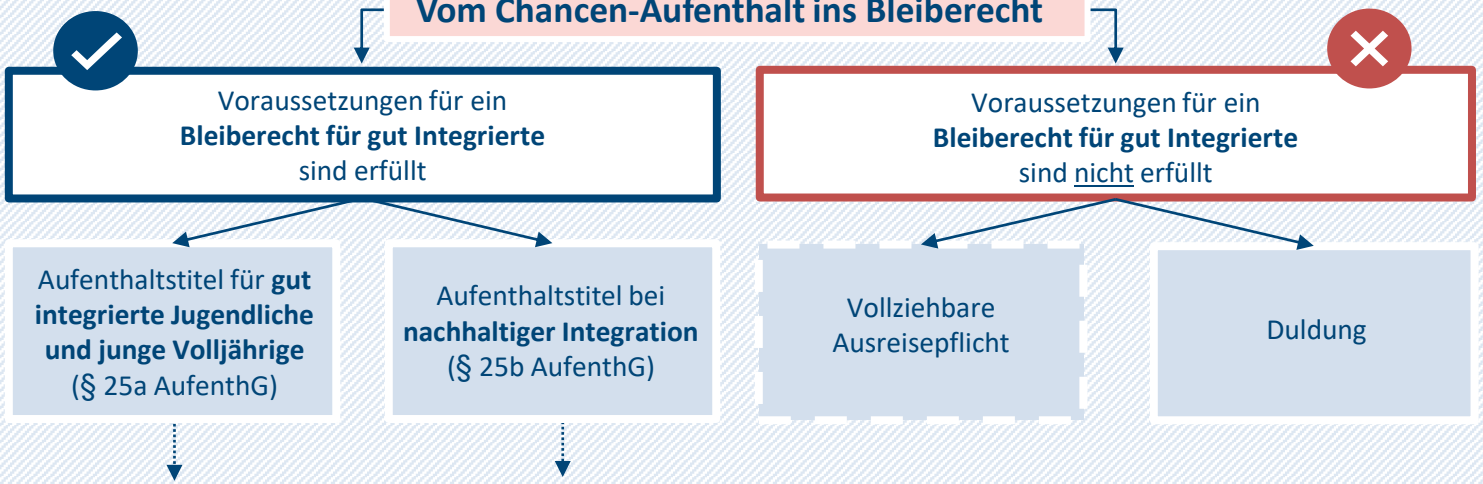 Vom Chancen-Aufenthalt ins Bleiberecht
Voraussetzungen für ein
Bleiberecht für gut Integrierte
sind erfüllt
Voraussetzungen für ein
Bleiberecht für gut Integrierte
sind nicht erfüllt
Aufenthaltstitel für gut
integrierte Jugendliche
und junge Volljährige
(§ 25a AufenthG)
Aufenthaltstitel bei
nachhaltiger Integration
(§ 25b AufenthG)
Vollziehbare
Ausreisepflicht
Duldung